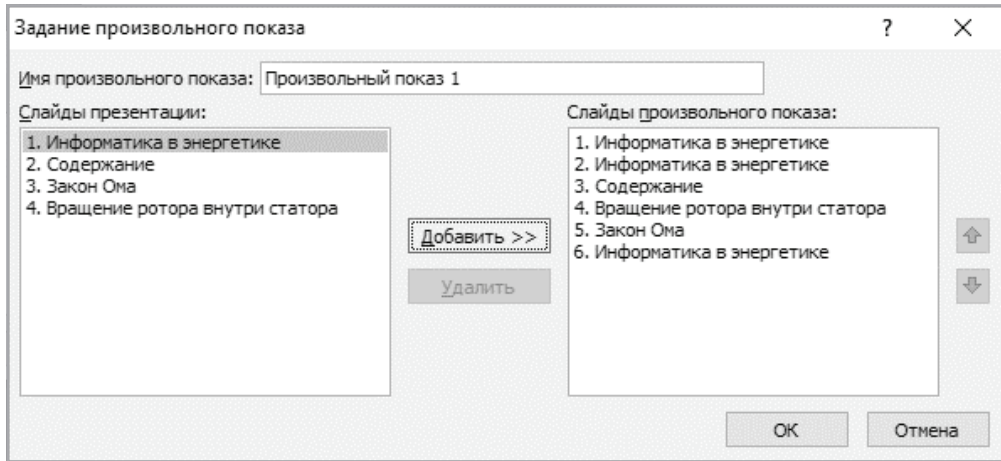 Задание произвольного показа
?
Имя произвольного показа: Произвольный показ 1
Слайды презентации:
1. Информатика в энергетике
2. Содержание
3. Закон Ома
4. Вращение ротора внутри статора
Добавить >>
Удалить
Слайды произвольного показа:
1. Информатика в энергетике
2. Информатика в энергетике
3. Содержание
4. Вращение ротора внутри статора
5. Закон Ома
6. Информатика в энергетике
ОК
Отмена